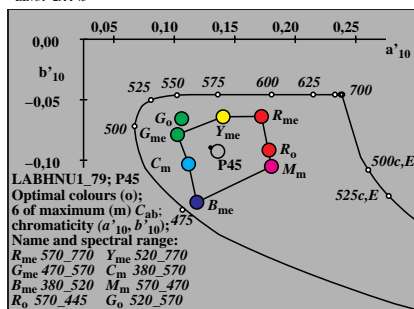 0,05 0,10 0,15 0,20 0,25
0,00
a'10
b'10
525 550 575 600 625 700
-0,05
Go
Yme
Rme
500
Gme
Ro
-0,10
Cm
P45
Mm
500c,E
LABHNU1_79; P45
Optimal colours (o);
525c,E
6 of maximum (m) Cab;
475
Bme
chromaticity (a'10, b'10);
Name and spectral range:
Rme 570_770 Yme 520_770
Gme 470_570 Cm 380_570
Bme 380_520 Mm 570_470
Ro 570_445 Go 520_570